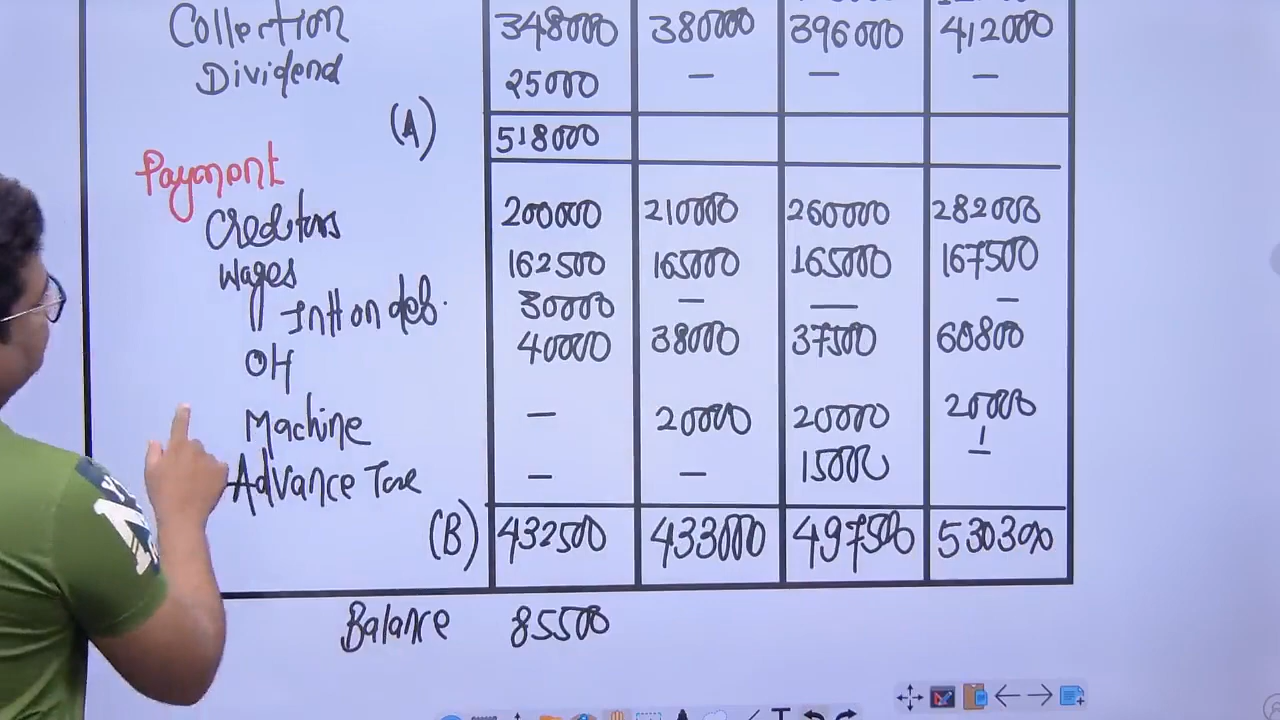 Collection 348000 380000 396000 412000
Dividend 25000 — — —
(A) 518000
Payment
Creditors 200000 210000 260000 282000
Wages 162500 165000 165000 167500
Intt on deb. 30000 — — —
OH 40000 38000 37500 60800
Machine — 20000 20000 20000
Advance Tax — — 15000 —
(B) 432500 433000 497500 530300
Balance 85500